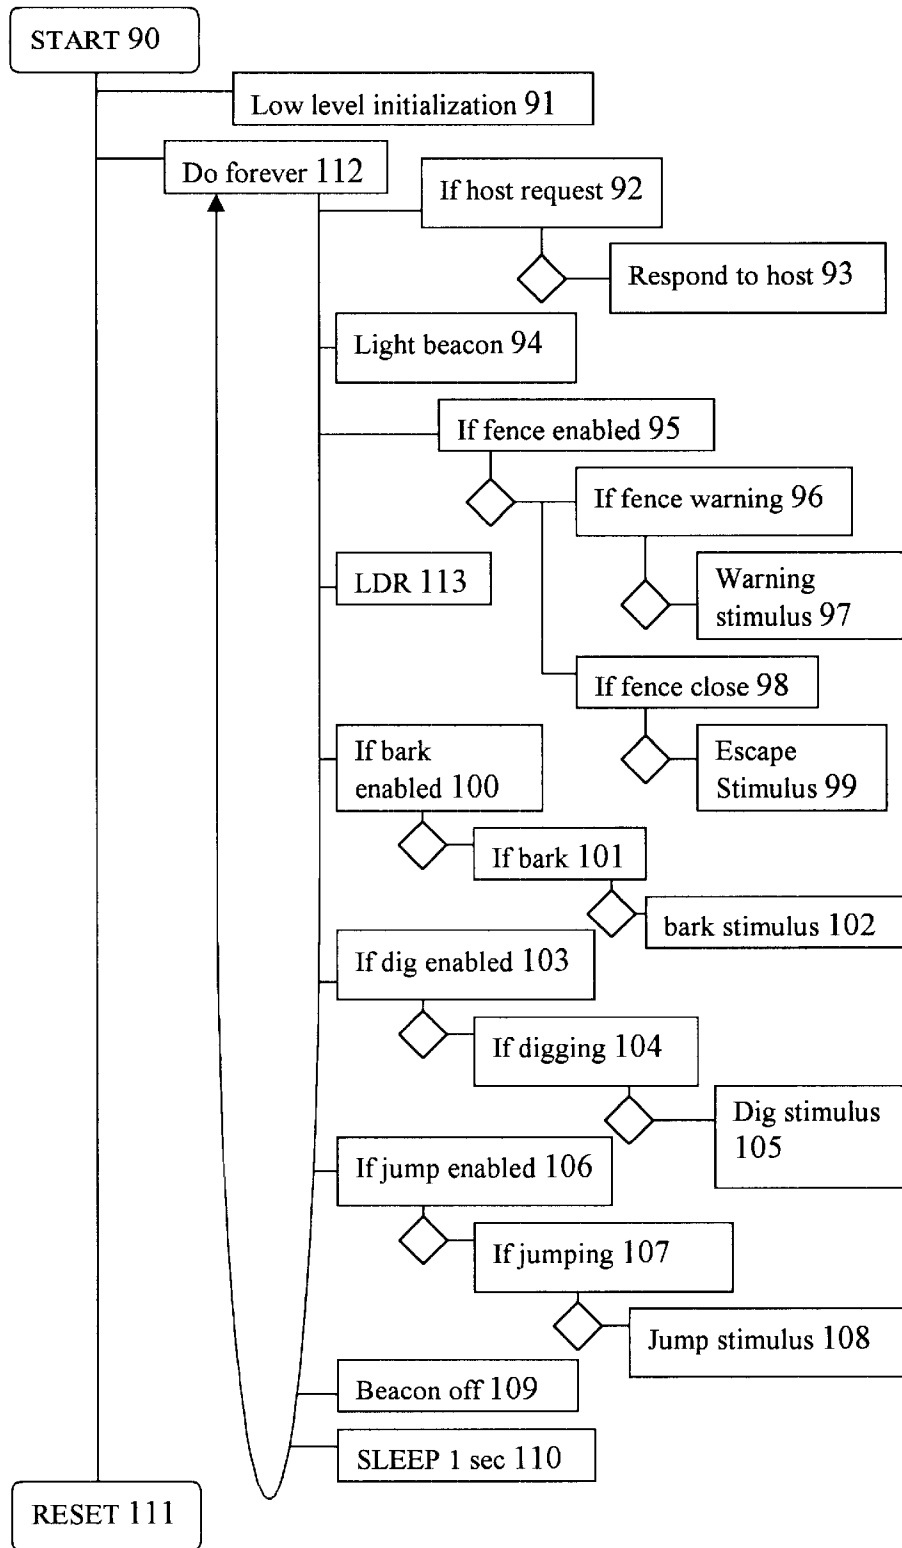 START 90
Low level initialization 91
Do forever 112
If host request 92
Respond to host 93
Light beacon 94
If fence enabled 95
If fence warning 96
LDR 113
Warning
stimulus 97
If fence close 98
If bark
enabled 100
Escape
Stimulus 99
If bark 101
bark stimulus 102
If dig enabled 103
If digging 104
Dig stimulus
105
If jump enabled 106
If jumping 107
Jump stimulus 108
Beacon off 109
SLEEP 1 sec 110
RESET 111